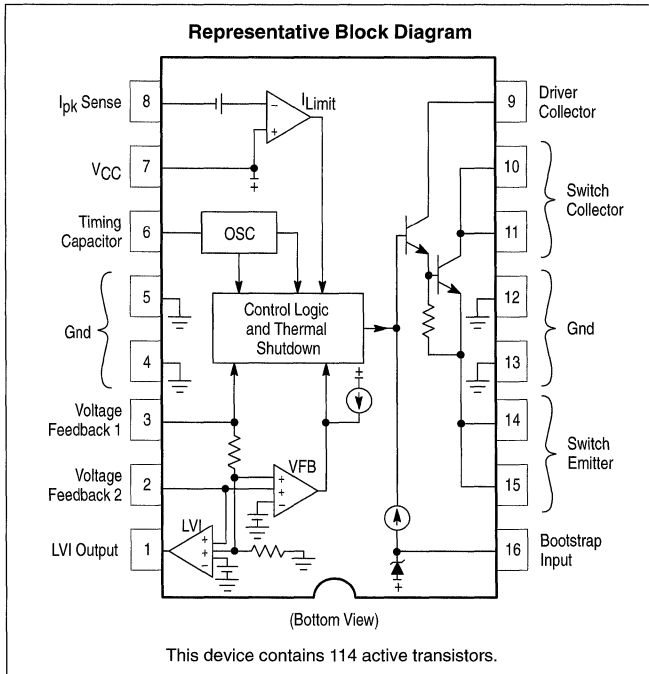 Representative Block Diagram
Ipk Sense
8
ILimit
−
+
9
Driver
Collector
VCC
7
+
10
Switch
Collector
Timing
Capacitor
6
OSC
11
Gnd
5
4
Control Logic
and Thermal
Shutdown
12
13
Gnd
+
Voltage
Feedback 1
3
14
Switch
Emitter
Voltage
Feedback 2
2
VFB
+
+
−
15
LVI Output
1
LVI
+
+
−
16
Bootstrap
Input
+
(Bottom View)
This device contains 114 active transistors.